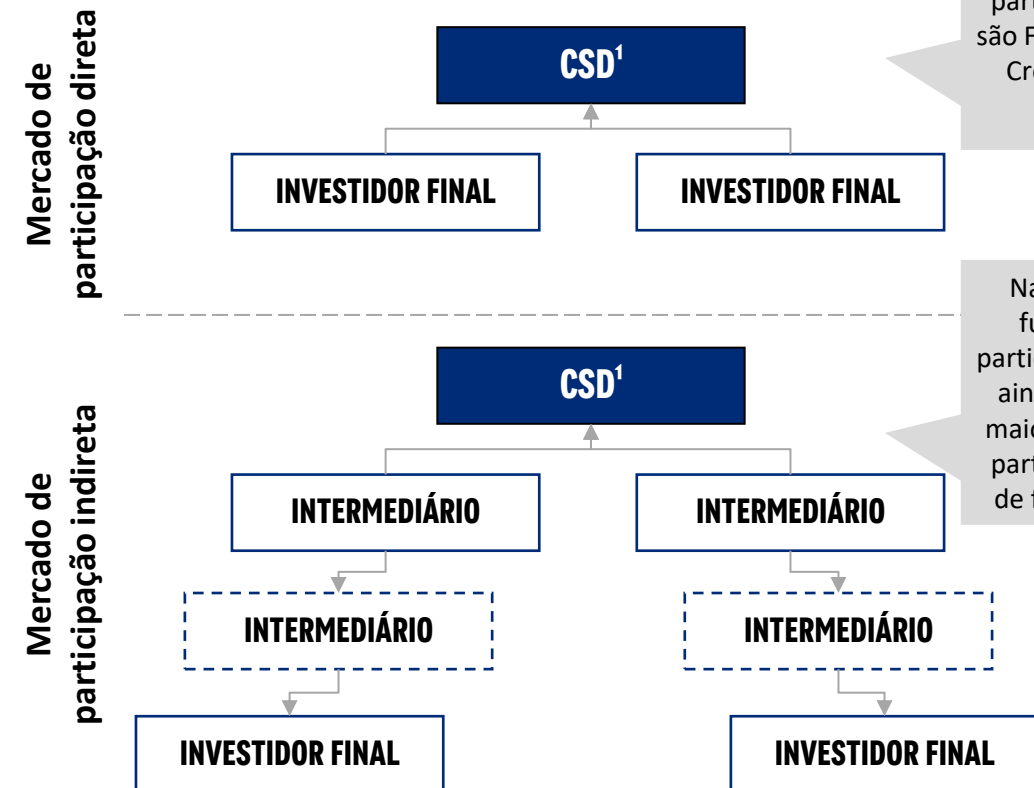 Mercado de
participação direta
CSD¹
INVESTIDOR FINAL
INVESTIDOR FINAL
part
são F
Cr
Mercado de
participação indireta
CSD¹
INTERMEDIÁRIO
INTERMEDIÁRIO
INTERMEDIÁRIO
INTERMEDIÁRIO
INVESTIDOR FINAL
INVESTIDOR FINAL
Na
fu
parti
ain
maio
part
de f